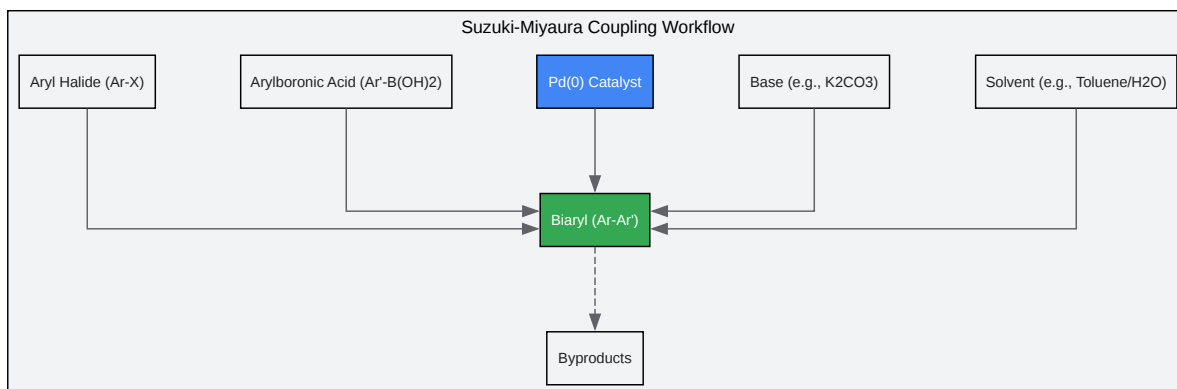 Suzuki-Miyaura Coupling Workflow
Aryl Halide (Ar-X)
Arylboronic Acid (Ar'-B(OH)2)
Pd(0) Catalyst
Base (e.g., K2CO3)
Solvent (e.g., Toluene/H2O)
Biaryl (Ar-Ar')
Byproducts